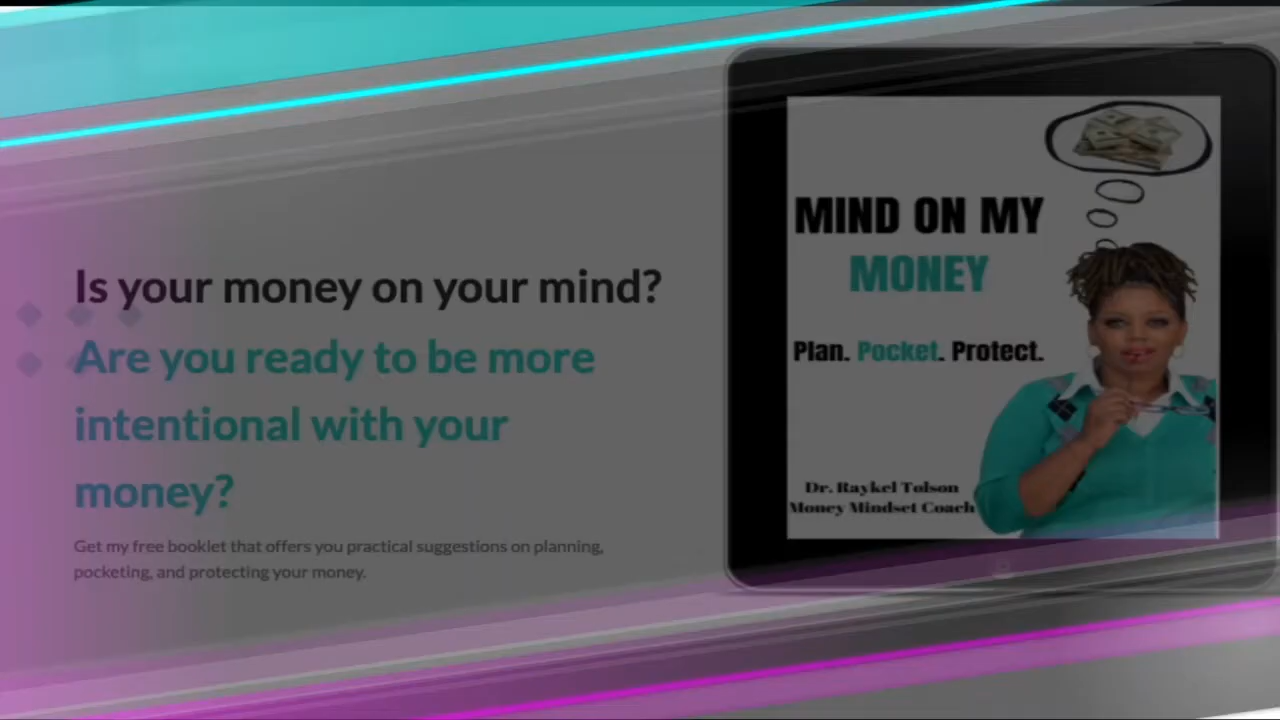 Is your money on your mind?
Are you ready to be more
intentional with your
money?
Get my free booklet that offers you practical suggestions on planning,
pocketing, and protecting your money.
MIND ON MY
MONEY
Plan. Pocket. Protect.
Dr. Raykel Tolson
Money Mindset Coach